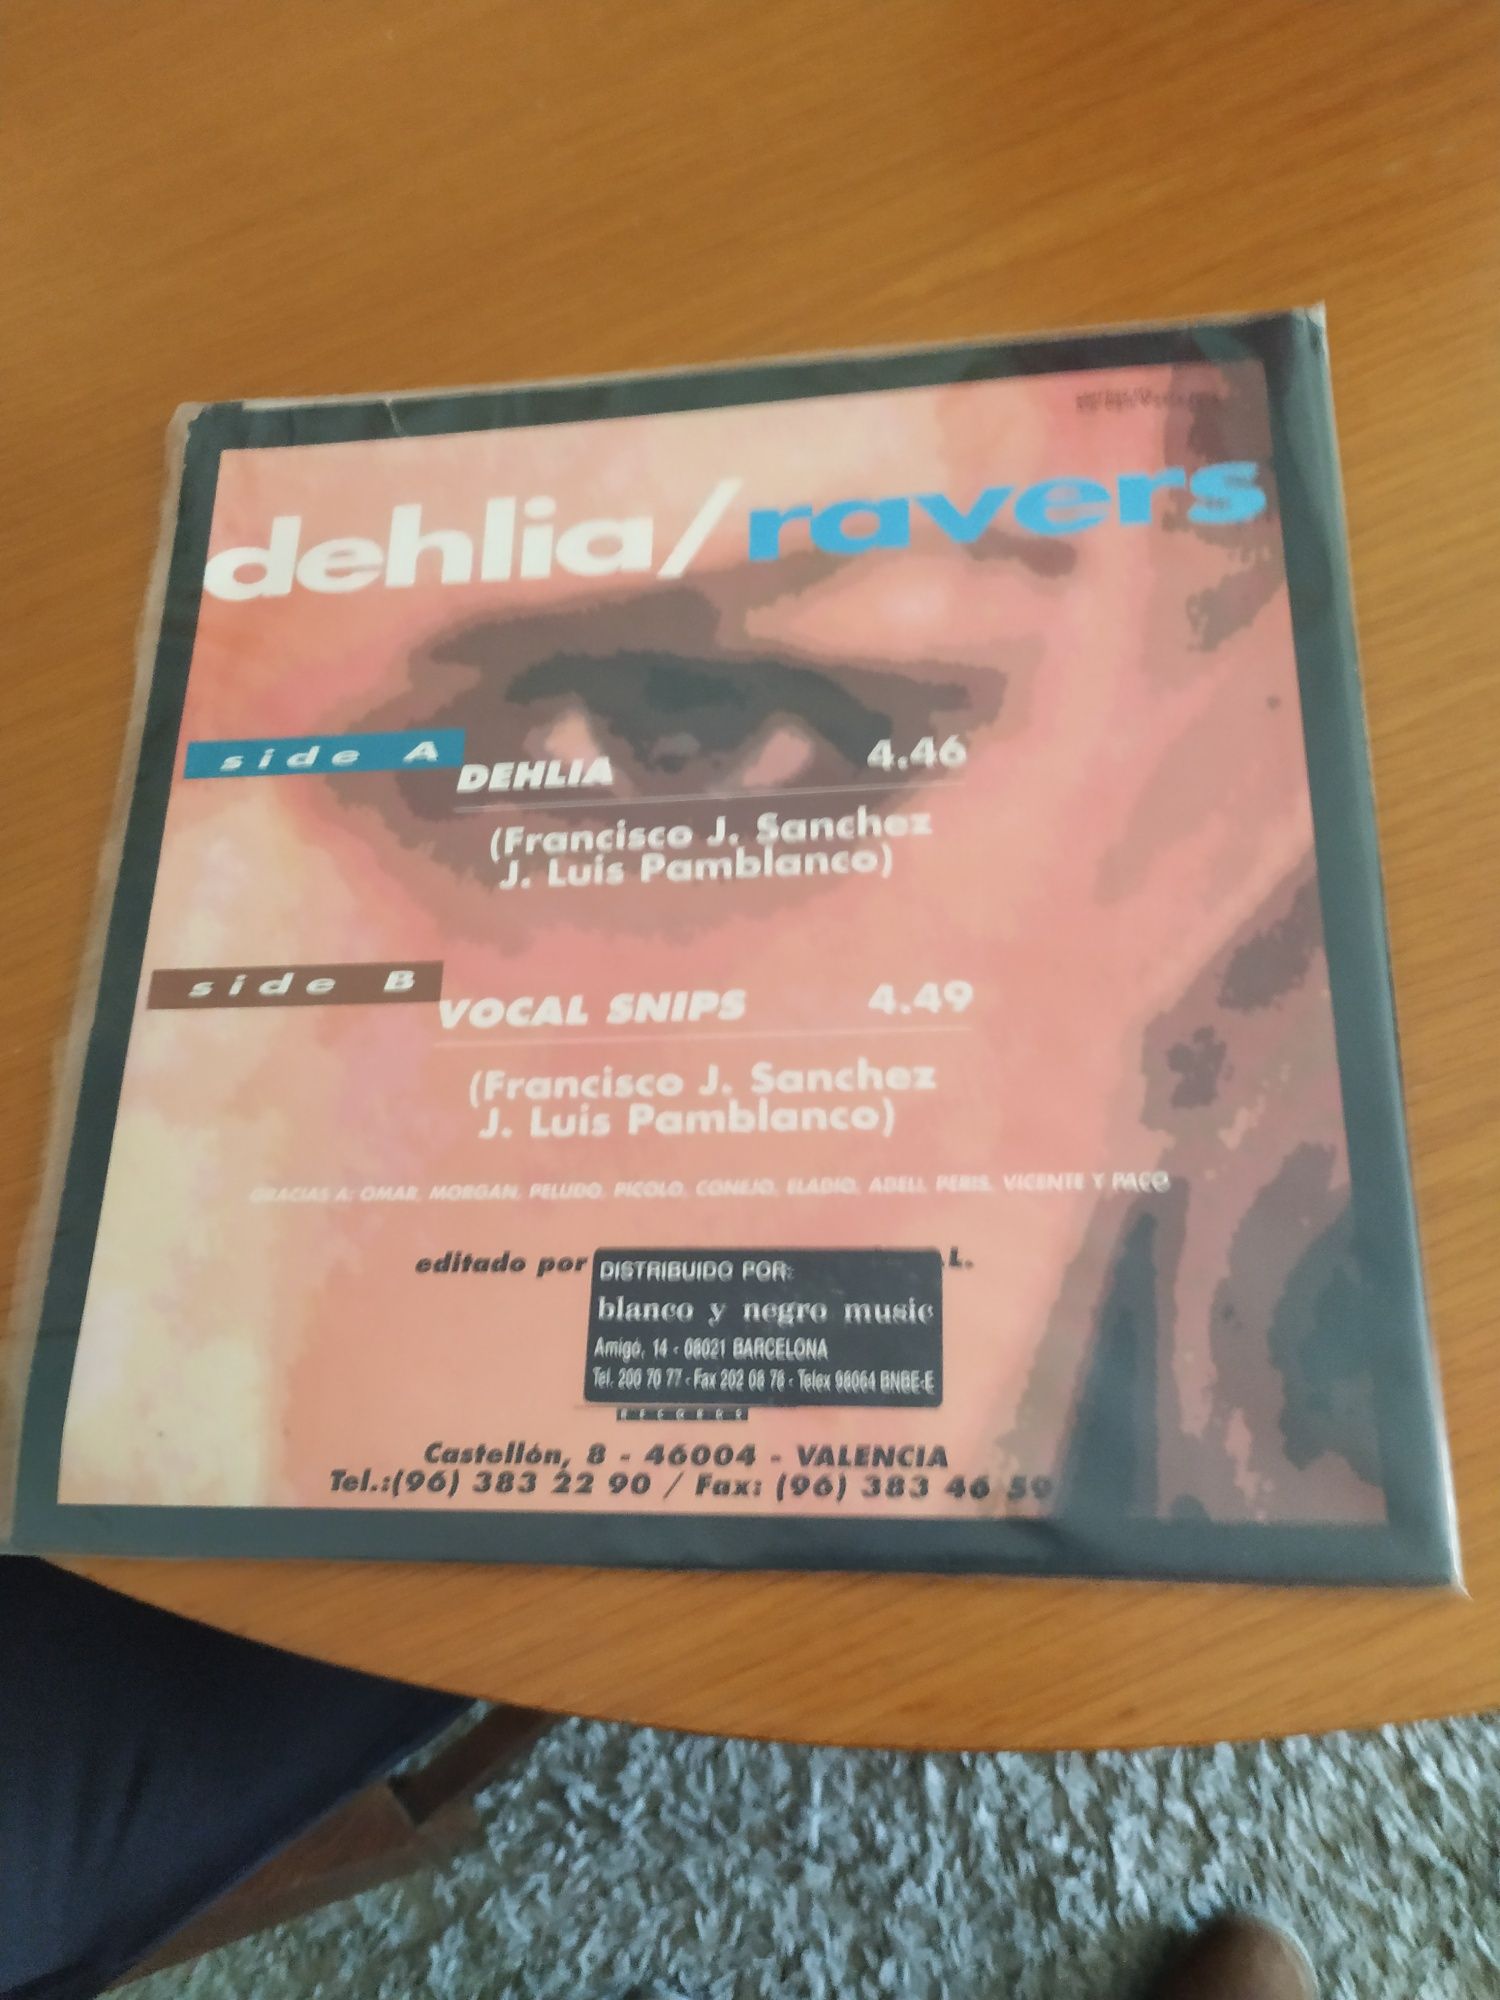 dehlia/ravers
side A
DEHLIA 4.46
(Francisco J. Sanchez
J. Luis Pamblanco)
side B
VOCAL SNIPS 4.49
(Francisco J. Sanchez
J. Luis Pamblanco)
GRACIAS A: OMAR, MORGAN, PELUDO, PICOLO, CONEJO, ELADIO, ABELL, PERIS, VICENTE Y PACO
editado por .L.
DISTRIBUIDO POR:
blanco y negro music
Amigó, 14 - 08021 BARCELONA
Tel. 200 70 77 - Fax 202 08 78 - Telex 98064 BNBE-E
RECORDS
Castellón, 8 - 46004 - VALENCIA
Tel.:(96) 383 22 90 / Fax: (96) 383 46 59